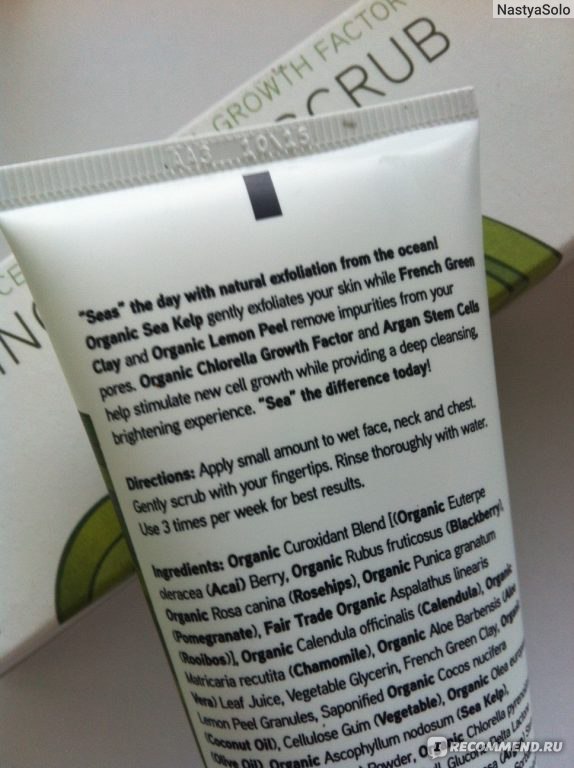 NastyaSolo
GROWTH FACTOR
SCRUB
"Seas" the day with natural exfoliation from the ocean!
Organic Sea Kelp gently exfoliates your skin while French Green
Clay and Organic Lemon Peel remove impurities from your
pores. Organic Chlorella Growth Factor and Argan Stem Cells
help stimulate new cell growth while providing a deep cleansing,
brightening experience. "Sea" the difference today!
Directions: Apply small amount to wet face, neck and chest.
Gently scrub with your fingertips. Rinse thoroughly with water.
Use 3 times per week for best results.
Ingredients: Organic Curoxidant Blend [(Organic Euterpe
oleracea (Acai) Berry, Organic Rubus fruticosus (Blackberry),
Organic Rosa canina (Rosehips), Organic Punica granatum
(Pomegranate), Fair Trade Organic Aspalathus linearis
(Rooibos)], Organic Calendula officinalis (Calendula), Organic
Matricaria recutita (Chamomile), Organic Aloe Barbensis (Aloe
Vera) Leaf Juice, Vegetable Glycerin, French Green Clay, Organic
Lemon Peel Granules, Saponified Organic Cocos nucifera
(Coconut Oil), Cellulose Gum (Vegetable), Organic Olea
(Olive Oil), Organic Ascophyllum nodosum (Sea Kelp),
Powder, Organic Chlorella
Glucono Delta
IRECOMMEND.RU